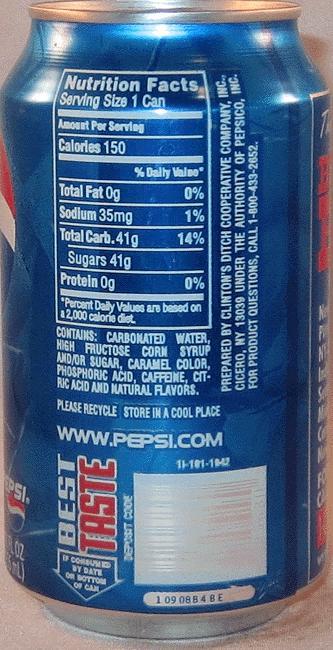 Nutrition Facts
Serving Size 1 Can
Amount Per Serving
Calories 150
% Daily Value*
Total Fat 0g 0%
Sodium 35mg 1%
Total Carb. 41g 14%
Sugars 41g
Protein 0g 0%
*Percent Daily Values are based on
a 2,000 calorie diet.
CONTAINS: CARBONATED WATER,
HIGH FRUCTOSE CORN SYRUP
AND/OR SUGAR, CARAMEL COLOR,
PHOSPHORIC ACID, CAFFEINE, CIT-
RIC ACID AND NATURAL FLAVORS.
PLEASE RECYCLE STORE IN A COOL PLACE
WWW.PEPSI.COM
PREPARED BY CLINTON'S DITCH COOPERATIVE COMPANY, INC.,
CICERO, NY 13039 UNDER THE AUTHORITY OF PEPSICO, INC.
FOR PRODUCT QUESTIONS, CALL 1-800-433-2652.
BEST
TASTE
IF CONSUMED
BY DATE
ON BOTTOM
OF CAN
DEPOSIT CODE
10908B4BE
PSI.
OZ